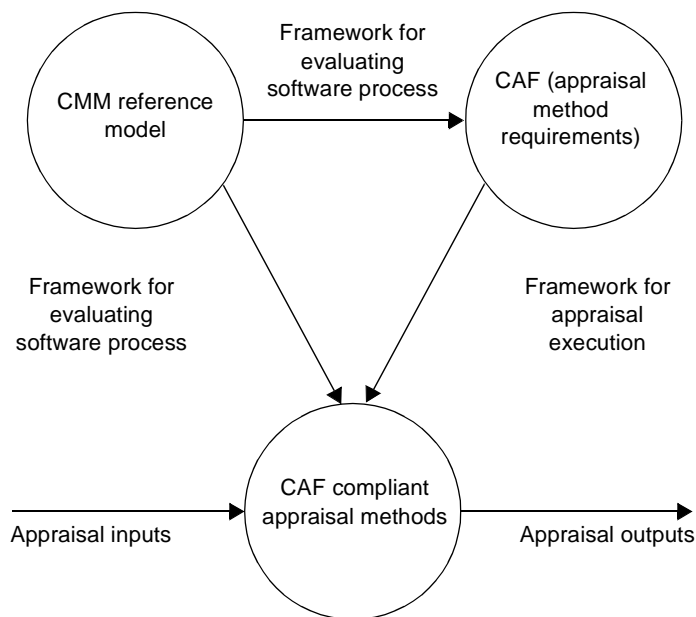 Framework for
evaluating
software process
CMM reference
model
CAF (appraisal
method
requirements)
Framework for
evaluating
software process
Framework for
appraisal
execution
CAF compliant
appraisal methods
Appraisal inputs
Appraisal outputs